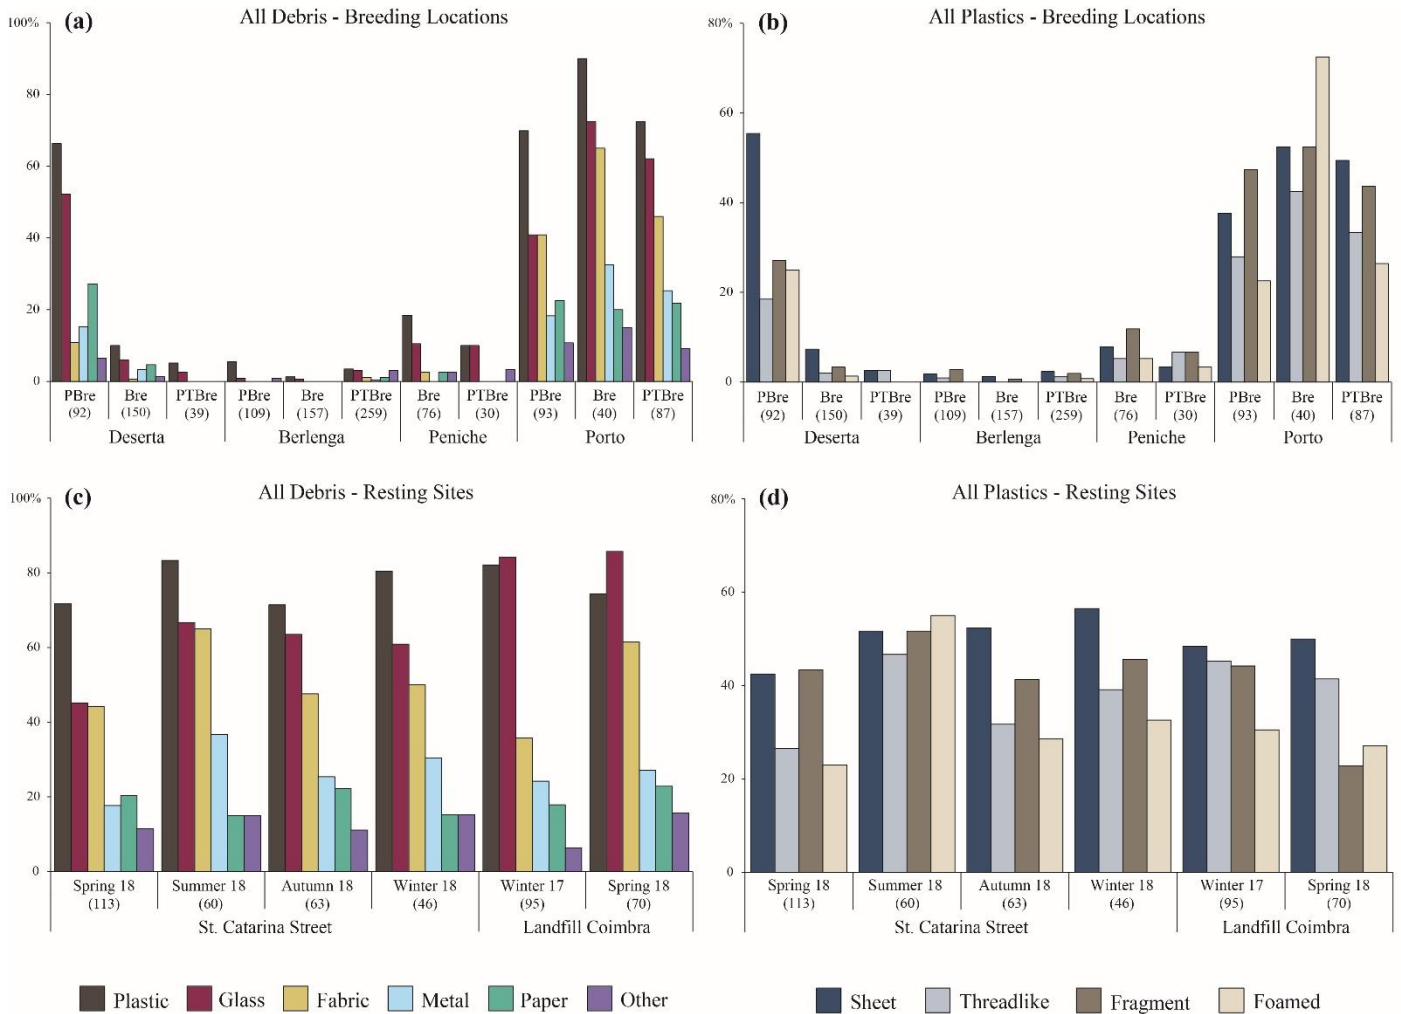 (a) All Debris - Breeding Locations
100%
80
60
40
20
0
PBre Bre PTBre PBre Bre PTBre Bre PTBre PBre Bre PTBre
(92) (150) (39) (109) (157) (259) (76) (30) (93) (40) (87)
Deserta Berlenga Peniche Porto
(b) All Plastics - Breeding Locations
80%
60
40
20
0
PBre Bre PTBre PBre Bre PTBre Bre PTBre PBre Bre PTBre
(92) (150) (39) (109) (157) (259) (76) (30) (93) (40) (87)
Deserta Berlenga Peniche Porto
(c) All Debris - Resting Sites
100%
80
60
40
20
0
Spring 18 Summer 18 Autumn 18 Winter 18 Winter 17 Spring 18
(113) (60) (63) (46) (95) (70)
St. Catarina Street Landfill Coimbra
(d) All Plastics - Resting Sites
80%
60
40
20
0
Spring 18 Summer 18 Autumn 18 Winter 18 Winter 17 Spring 18
(113) (60) (63) (46) (95) (70)
St. Catarina Street Landfill Coimbra
Plastic Glass Fabric Metal Paper Other
Sheet Threadlike Fragment Foamed